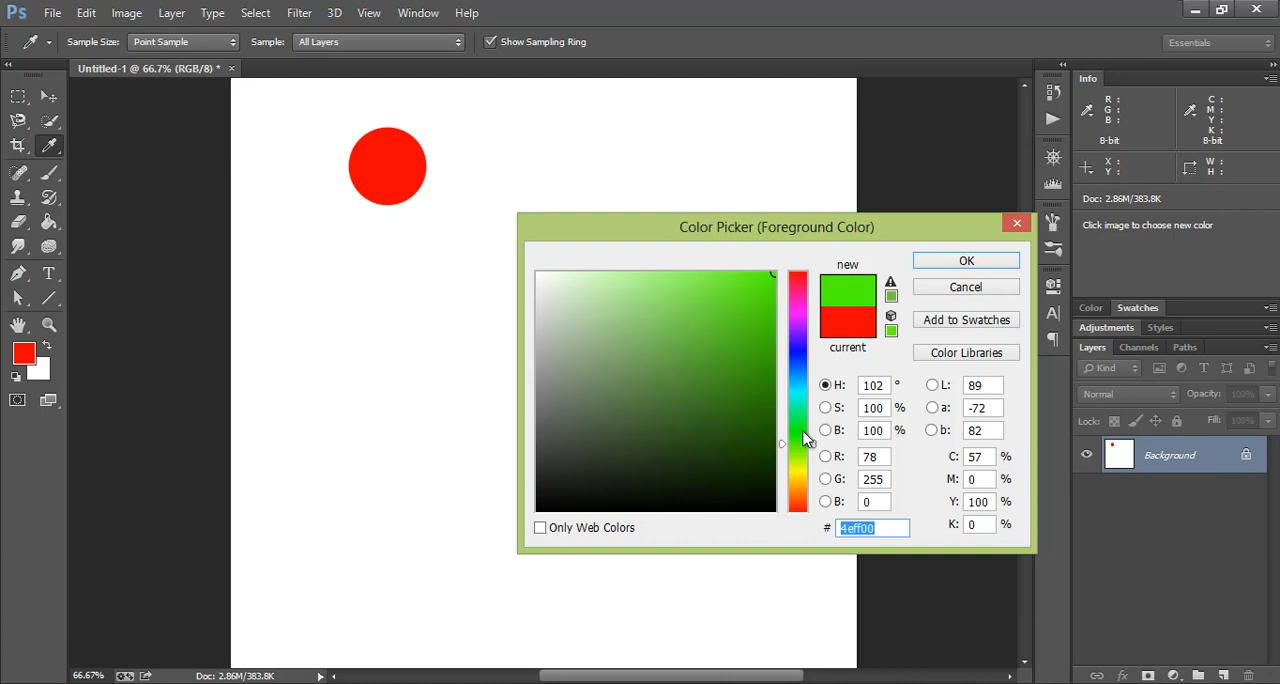 Ps File Edit Image Layer Type Select Filter 3D View Window Help
Sample Size: Point Sample Sample: All Layers Show Sampling Ring Essentials
Untitled-1 @ 66.7% (RGB/8) * ×
Info
R : C :
G : M :
B : Y :
K :
8-bit 8-bit
X : W :
Y : H :
Doc: 2.86M/383.8K
Click image to choose new color
Color Swatches
Adjustments Styles
Layers Channels Paths
Kind
Normal Opacity: 100%
Lock: Fill: 100%
Background
Color Picker (Foreground Color)
new
current
OK
Cancel
Add to Swatches
Color Libraries
H: 102 ° L: 89
S: 100 % a: -72
B: 100 % b: 82
R: 78 C: 57 %
G: 255 M: 0 %
B: 0 Y: 100 %
# 4eff00 K: 0 %
Only Web Colors
66.67% Doc: 2.86M/383.8K